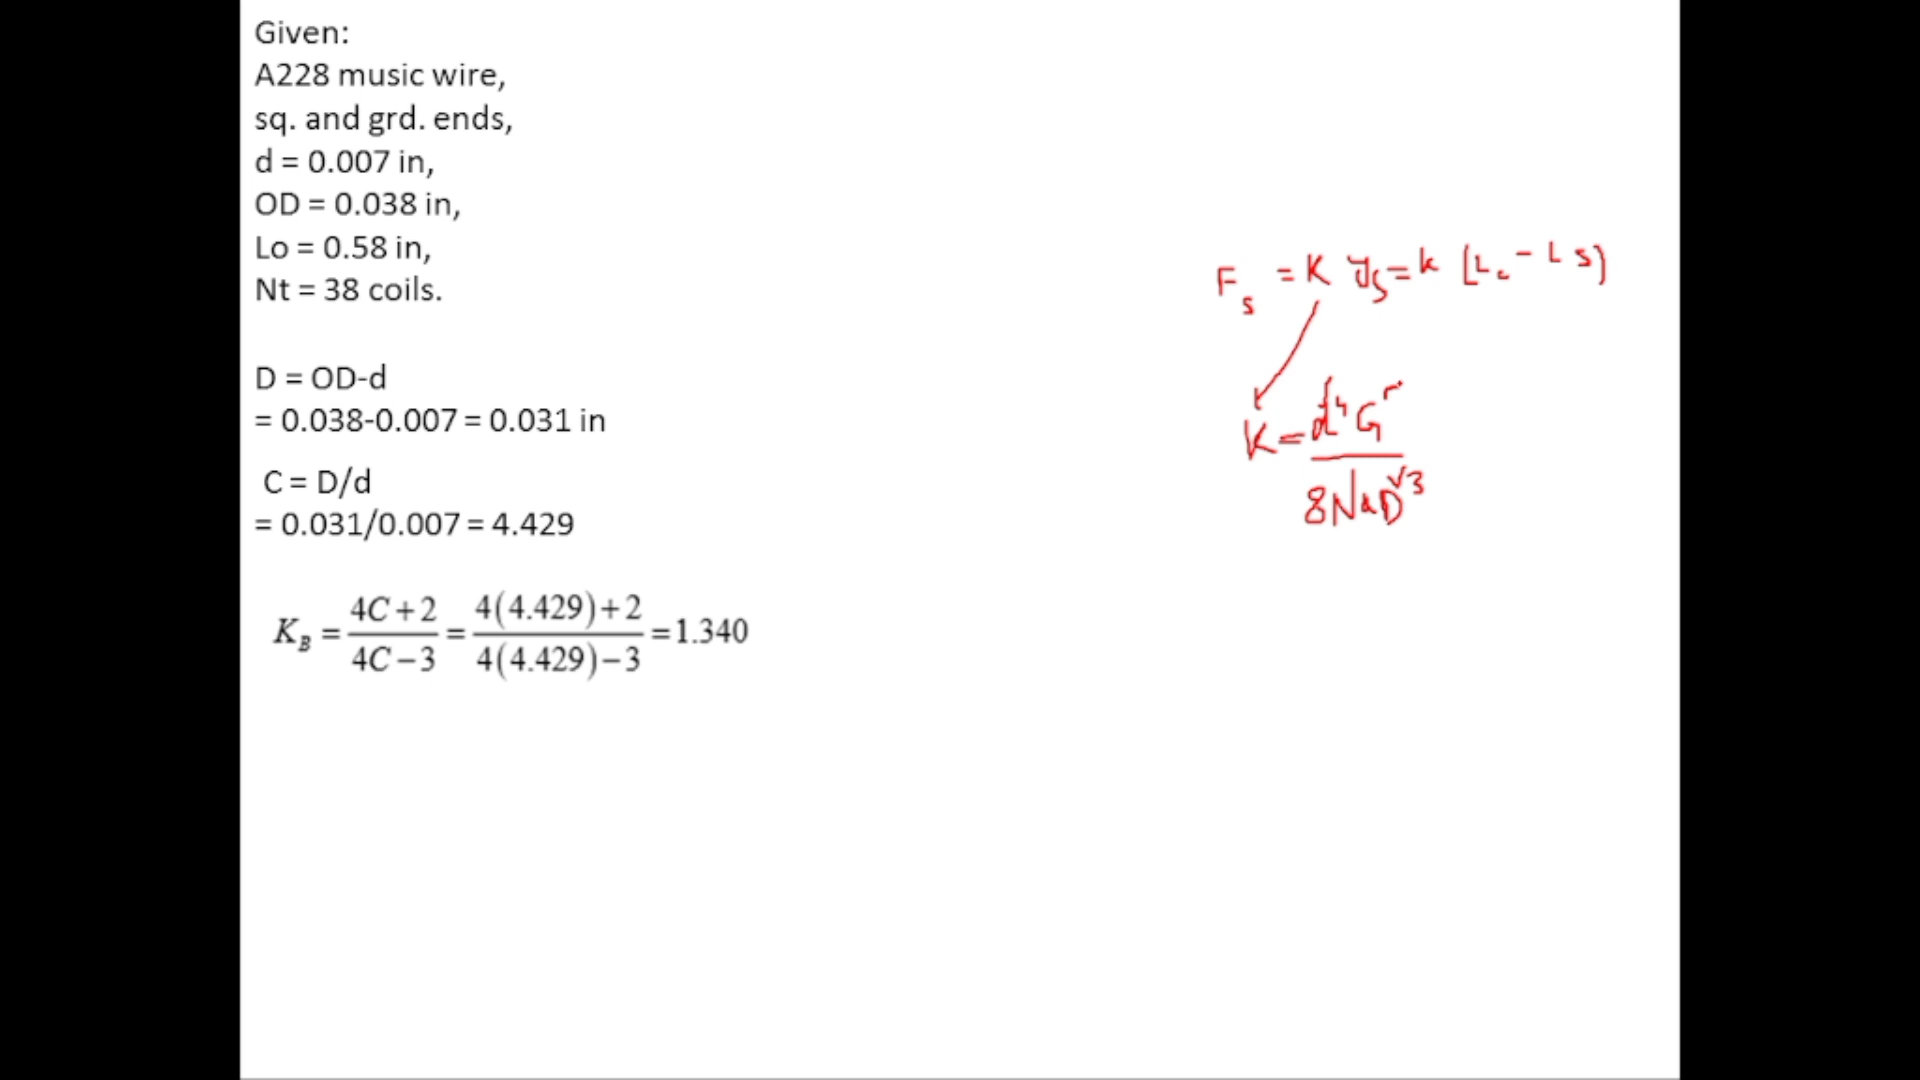 Given:
A228 music wire,
sq. and grd. ends,
d = 0.007 in,
OD = 0.038 in,
Lo = 0.58 in,
Nt = 38 coils.
D = OD-d
= 0.038-0.007 = 0.031 in
C = D/d
= 0.031/0.007 = 4.429
K_B = (4C+2)/(4C−3) = (4(4.429)+2)/(4(4.429)−3) = 1.340
F_s = K y_s = k [L_o - L_s]
K = d⁴G / 8NaD³